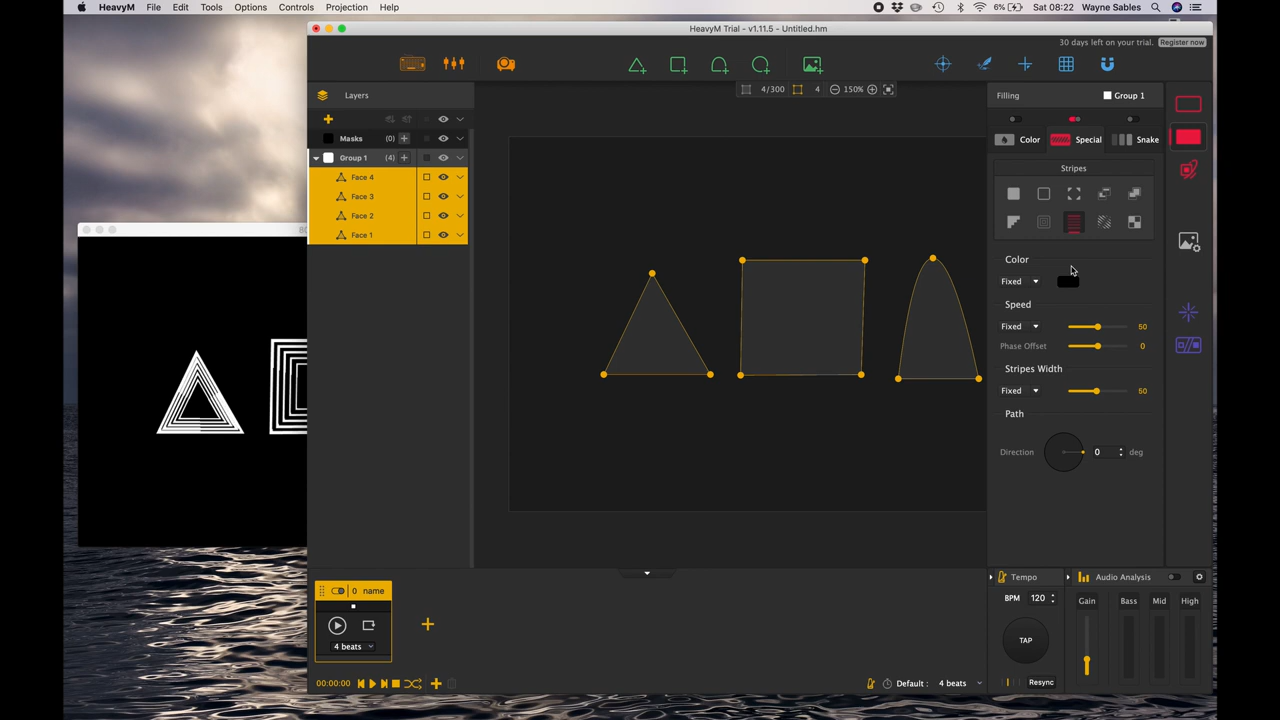 HeavyM File Edit Tools Options Controls Projection Help
6% Sat 08:22 Wayne Sables
HeavyM Trial - v1.11.5 - Untitled.hm
30 days left on your trial. Register now
Layers
4/300 4 150%
Filling Group 1
Masks (0)
Color Special Snake
Group 1 (4)
Stripes
Face 4
Face 3
Face 2
Face 1
Color
Fixed
Speed
Fixed 50
Phase Offset 0
Stripes Width
Fixed 50
Path
Direction 0 deg
0 name
4 beats
Tempo
Audio Analysis
BPM 120
Gain Bass Mid High
TAP
00:00:00
Default : 4 beats
Resync